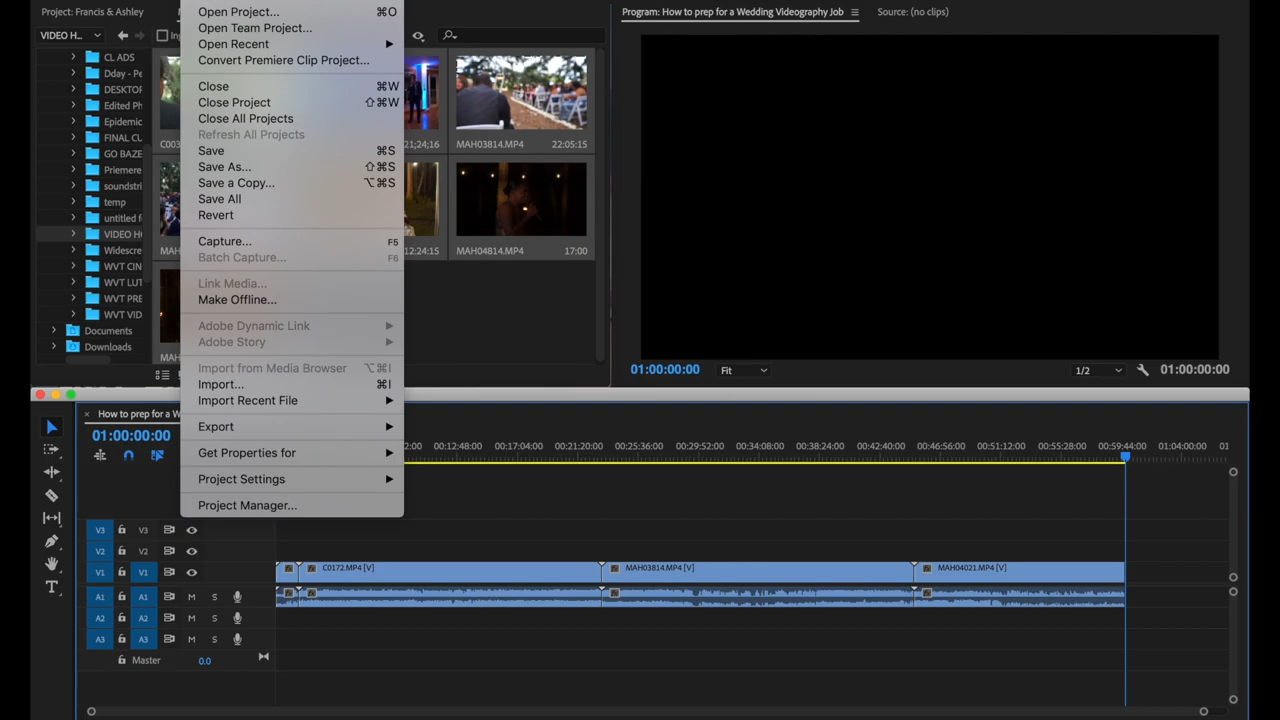 Project: Francis & Ashley
VIDEO H...
CL ADS
Dday - Pe
DESKTOP
Edited Ph
Epidemic
FINAL CU
GO BAZE
Priemere
soundstri
temp
untitled f
VIDEO H
Widescre
WVT CIN
WVT LUT
WVT PRE
WVT VID
Documents
Downloads
Open Project... ⌘O
Open Team Project...
Open Recent
Convert Premiere Clip Project...
Close ⌘W
Close Project ⇧⌘W
Close All Projects
Refresh All Projects
Save ⌘S
Save As... ⇧⌘S
Save a Copy... ⌥⌘S
Save All
Revert
Capture... F5
Batch Capture... F6
Link Media...
Make Offline...
Adobe Dynamic Link
Adobe Story
Import from Media Browser ⌥⌘I
Import... ⌘I
Import Recent File
Export
Get Properties for
Project Settings
Project Manager...
C003
21;24;16
MAH03814.MP4 22:05:15
MAH
12:24:15
MAH04814.MP4 17:00
MAH
Program: How to prep for a Wedding Videography Job
Source: (no clips)
01:00:00:00 Fit 1/2 01:00:00:00
How to prep for a W
01:00:00:00
2:00 00:12:48:00 00:17:04:00 00:21:20:00 00:25:36:00 00:29:52:00 00:34:08:00 00:38:24:00 00:42:40:00 00:46:56:00 00:51:12:00 00:55:28:00 00:59:44:00 01:04:00:00 01
V3 V3
V2 V2
V1 V1 C0172.MP4 [V] MAH03814.MP4 [V] MAH04021.MP4 [V]
A1 A1 M S
A2 A2 M S
A3 A3 M S
Master 0.0